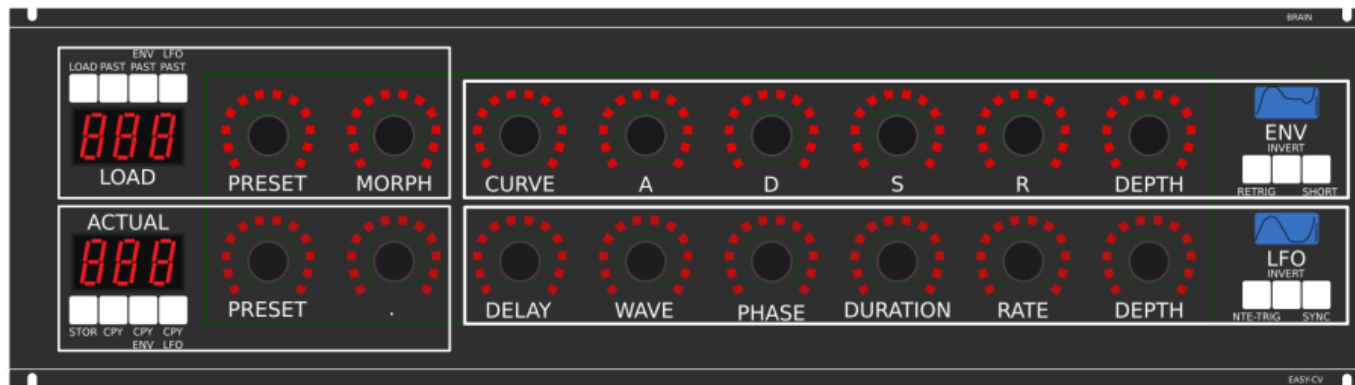 BRAIN
ENV LFO
LOAD PAST PAST PAST
888
LOAD
PRESET MORPH
CURVE A D S R DEPTH
ENV
INVERT
RETRIG SHORT
ACTUAL
888
STOR CPY CPY CPY
ENV LFO
PRESET .
DELAY WAVE PHASE DURATION RATE DEPTH
LFO
INVERT
NTE-TRIG SYNC
EASY-CV